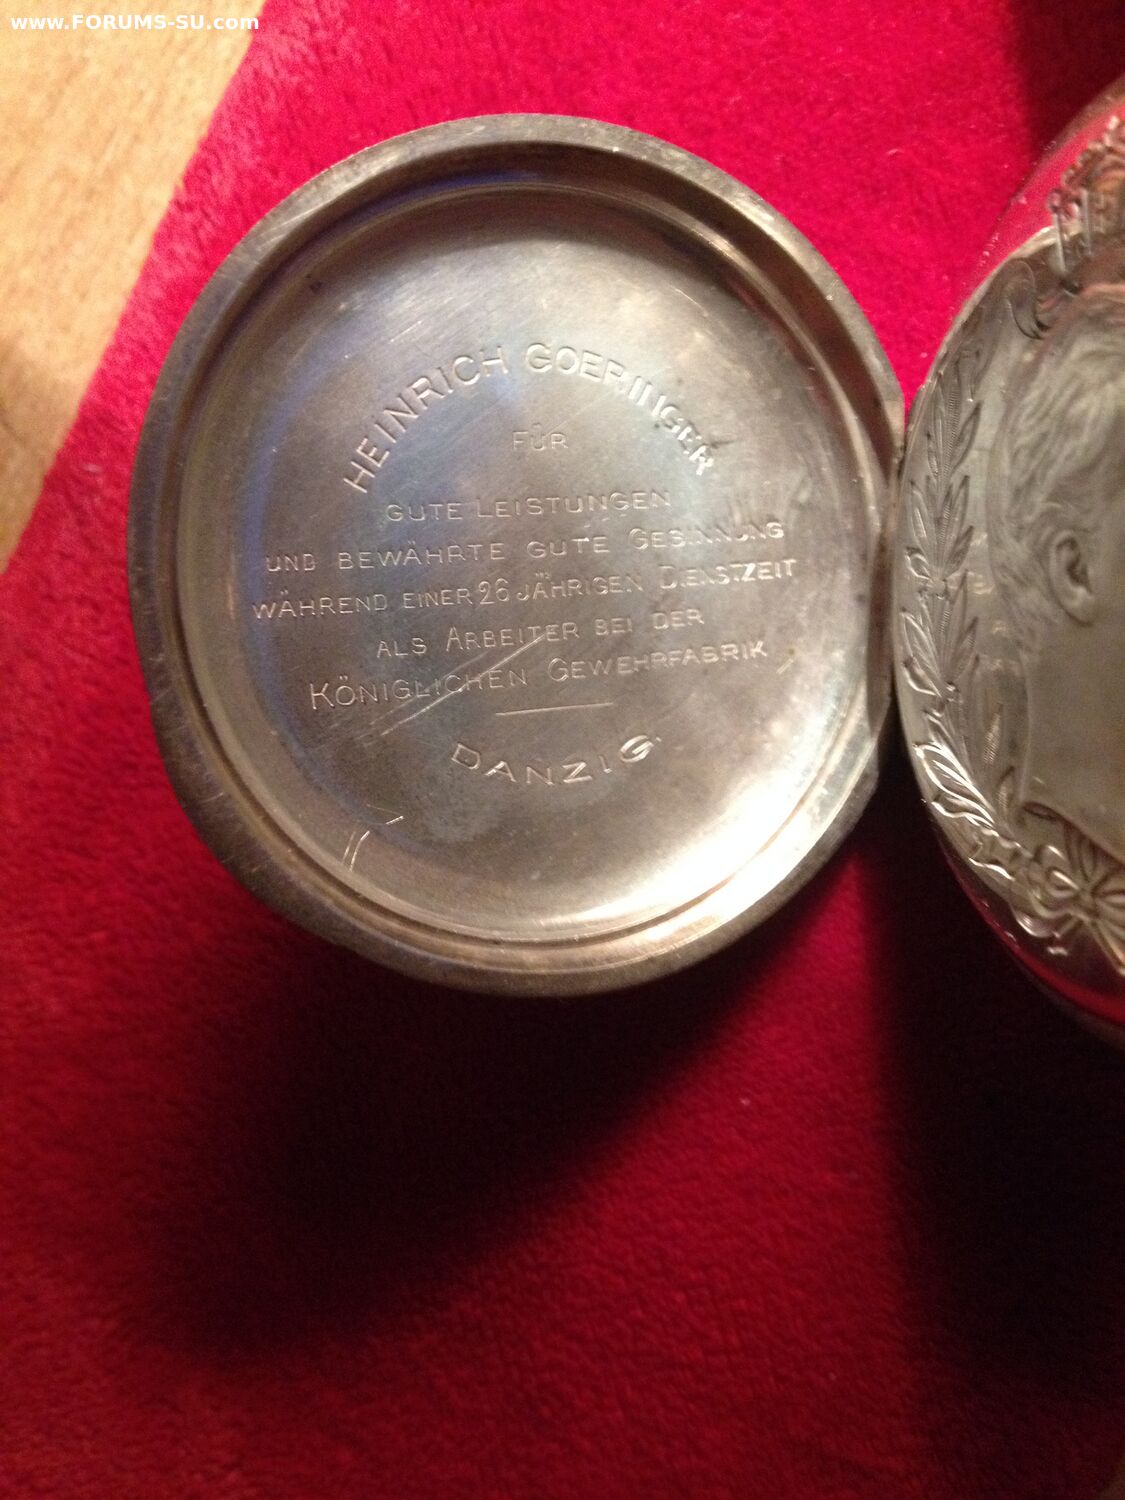 www.FORUMS-SU.com
HEINRICH GOERINGER
FÜR
GUTE LEISTUNGEN
UND BEWÄHRTE GUTE GESINNUNG
WÄHREND EINER 26 JÄHRIGEN DIENSTZEIT
ALS ARBEITER BEI DER
KÖNIGLICHEN GEWEHRFABRIK
DANZIG.